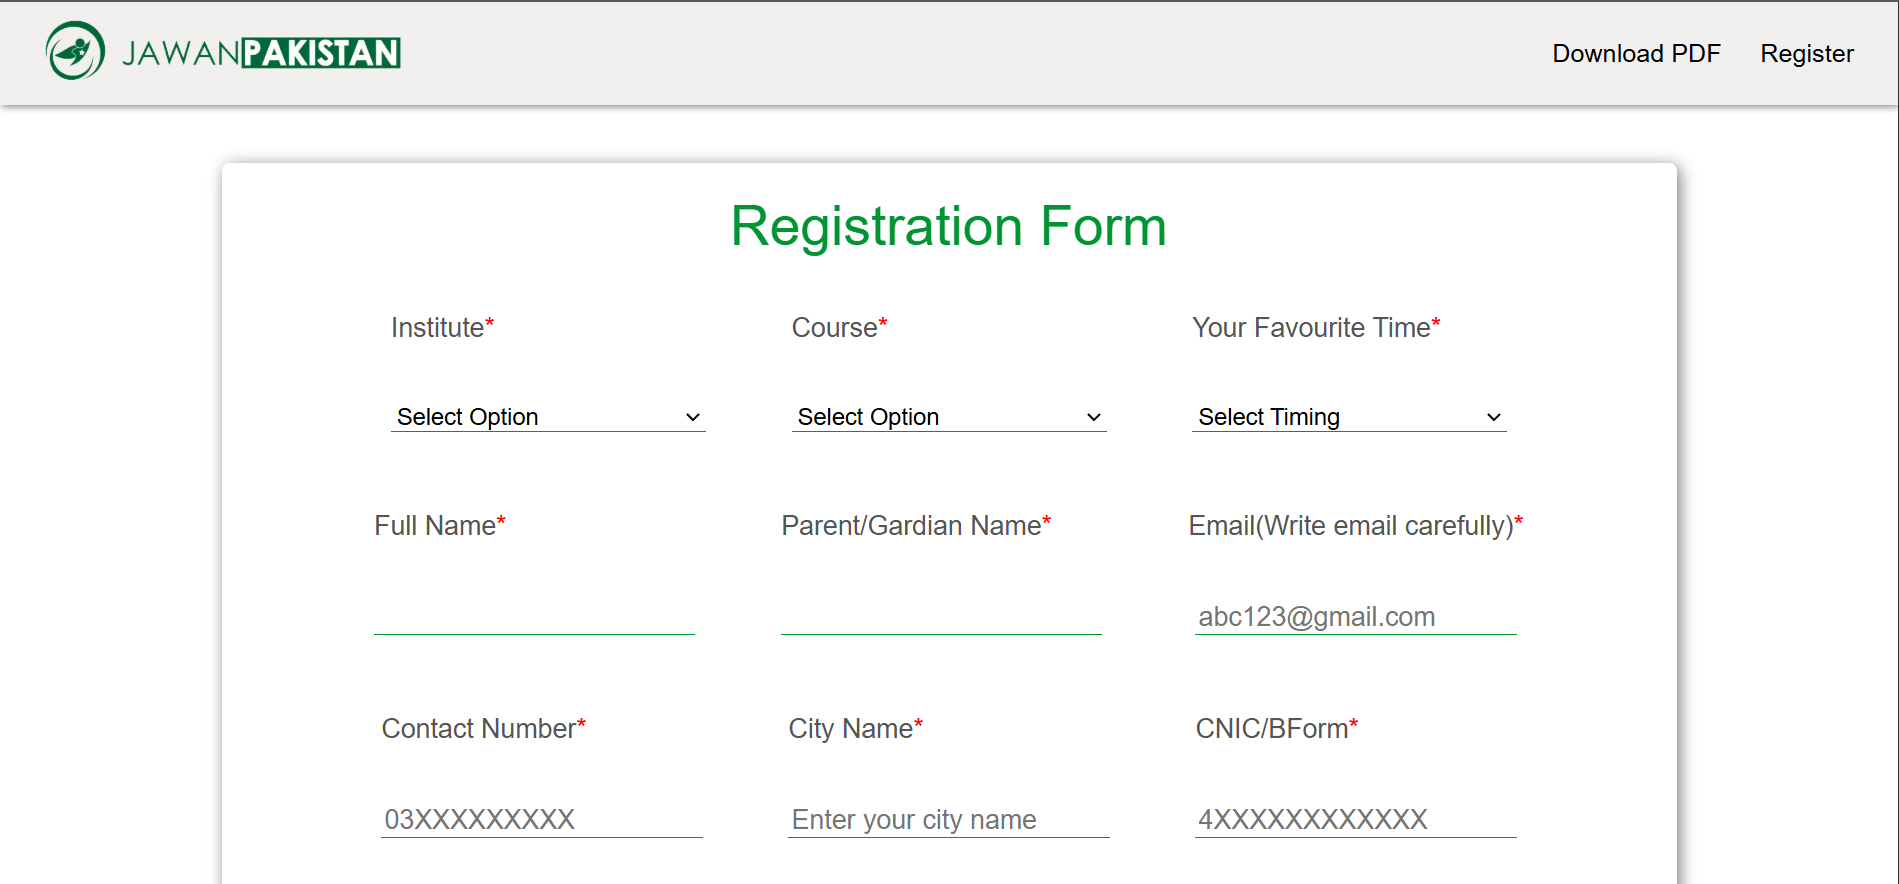 JAWANPAKISTAN
Download PDF Register
Registration Form
Institute* Course* Your Favourite Time*
Select Option Select Option Select Timing
Full Name* Parent/Gardian Name* Email(Write email carefully)*
abc123@gmail.com
Contact Number* City Name* CNIC/BForm*
03XXXXXXXXX Enter your city name 4XXXXXXXXXXXX